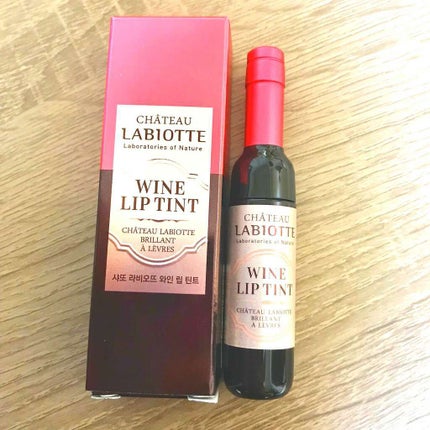 CHÂTEAU
LABIOTTE
Laboratories of Nature
WINE
LIP TINT
CHÂTEAU LABIOTTE
BRILLANT
À LÈVRES
샤또 라비오뜨 와인 립 틴트
CHÂTEAU
LABIOTTE
Laboratories of Nature
WINE
LIP TINT
CHÂTEAU LABIOTTE
BRILLANT
À LÈVRES